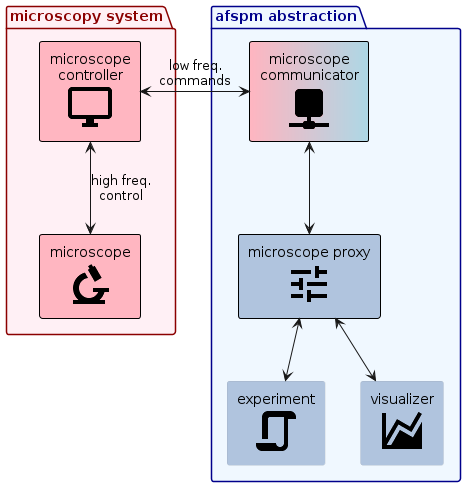 microscopy system
afspm abstraction
microscope
controller
low freq.
commands
microscope
communicator
high freq.
control
microscope
microscope proxy
experiment
visualizer